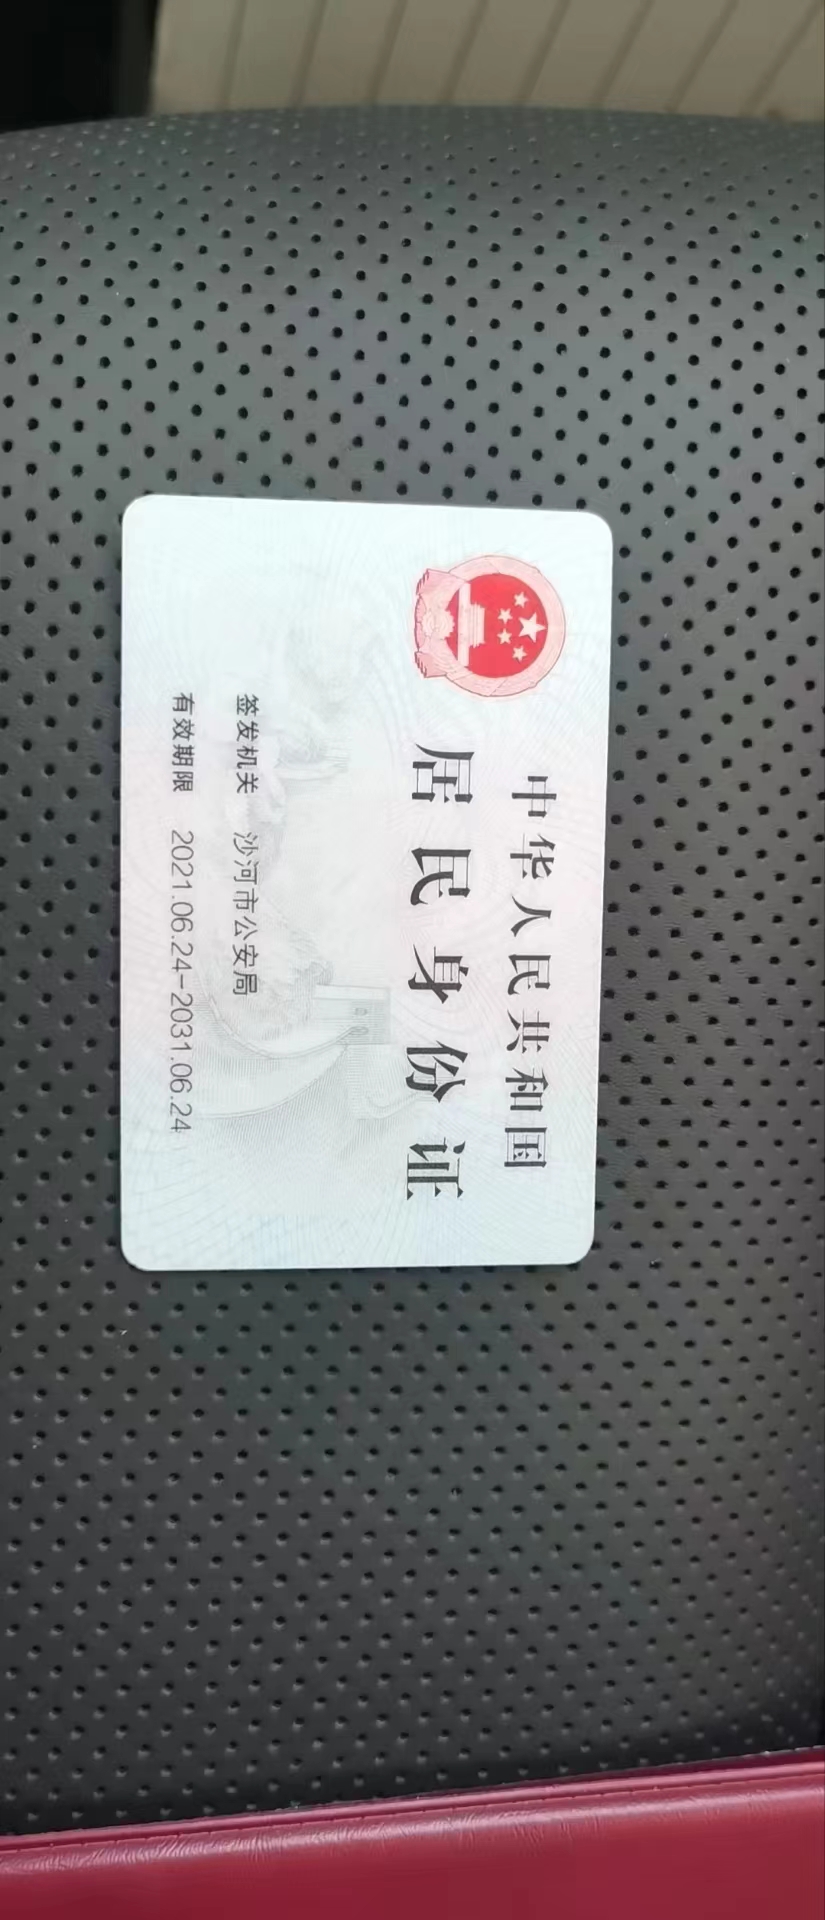 中华人民共和国
居民身份证
签发机关 沙河市公安局
有效期限 2021.06.24-2031.06.24